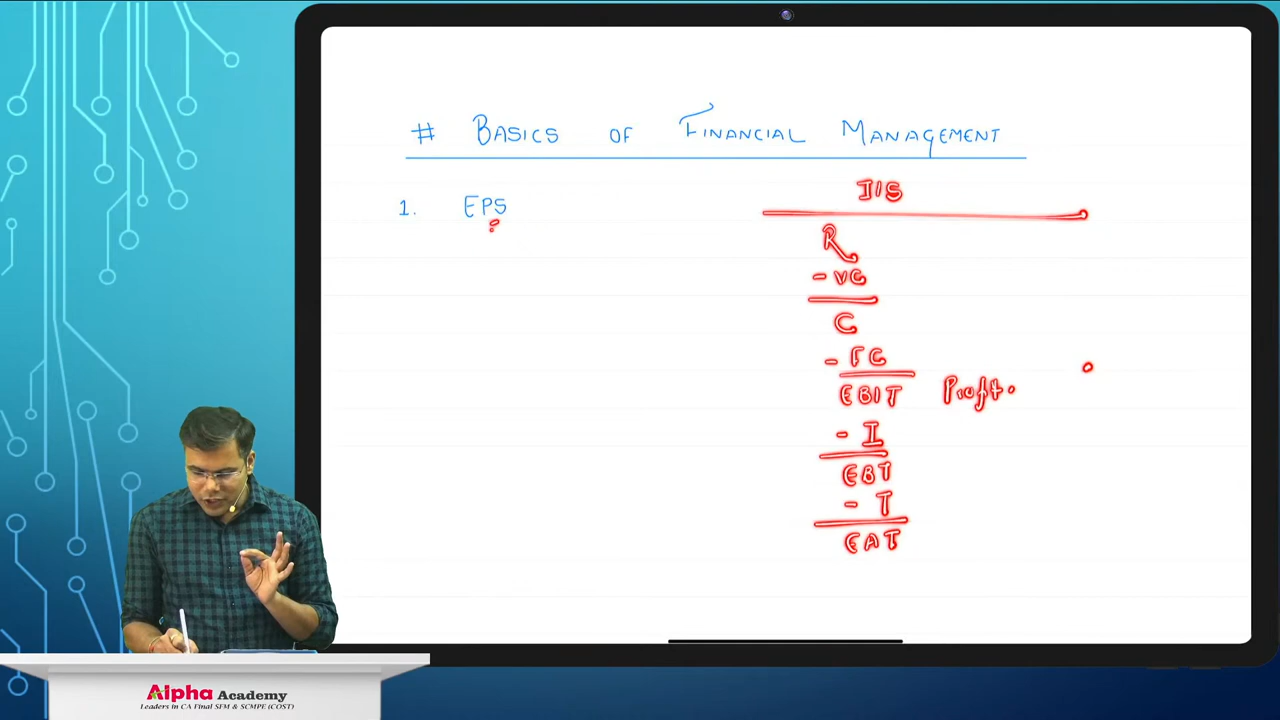 # BASICS OF FINANCIAL MANAGEMENT
1. EPS
I/S
R
- VC
C
- FC
EBIT Profit.
- I
EBT
- T
EAT
Alpha Academy
Leaders in CA Final SFM & SCMPE (COST)